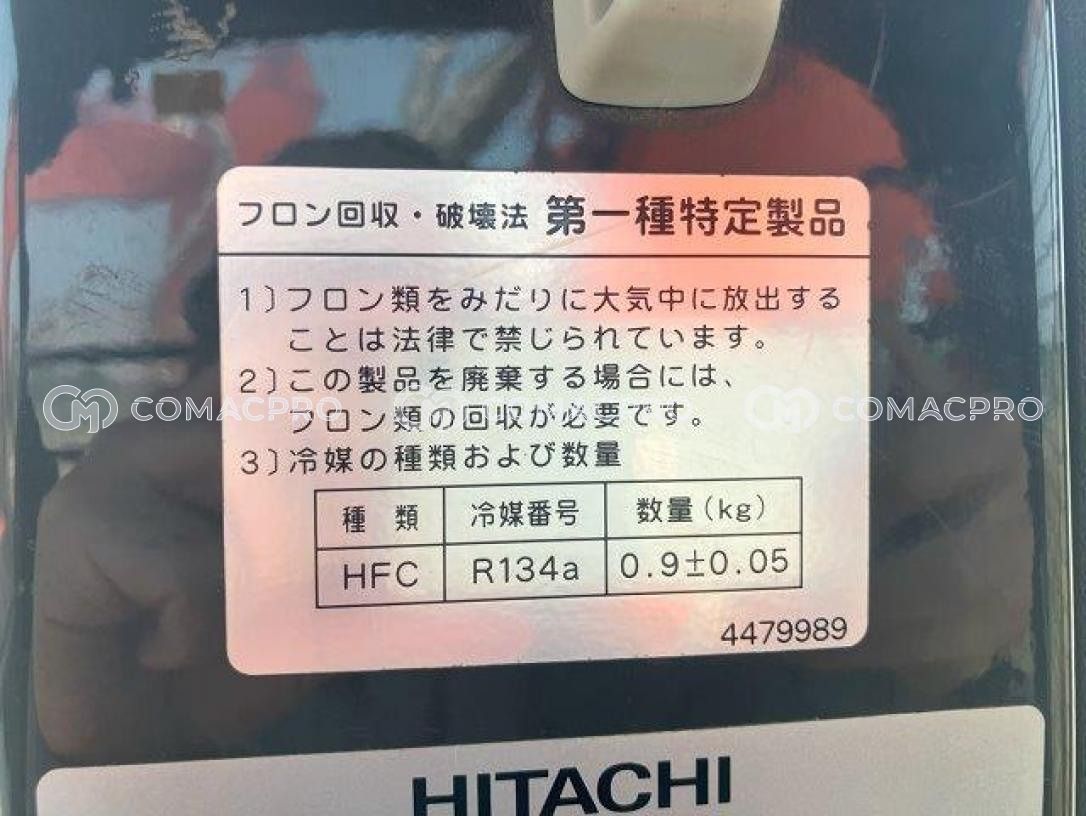 フロン回収・破壊法 第一種特定製品
1)フロン類をみだりに大気中に放出する
ことは法律で禁じられています。
2)この製品を廃棄する場合には、
フロン類の回収が必要です。
3)冷媒の種類および数量
種 類 冷媒番号 数量(kg)
HFC R134a 0.9±0.05
4479989
HITACHI
CM COMACPRO
CM COMACPRO
CM COMACPRO